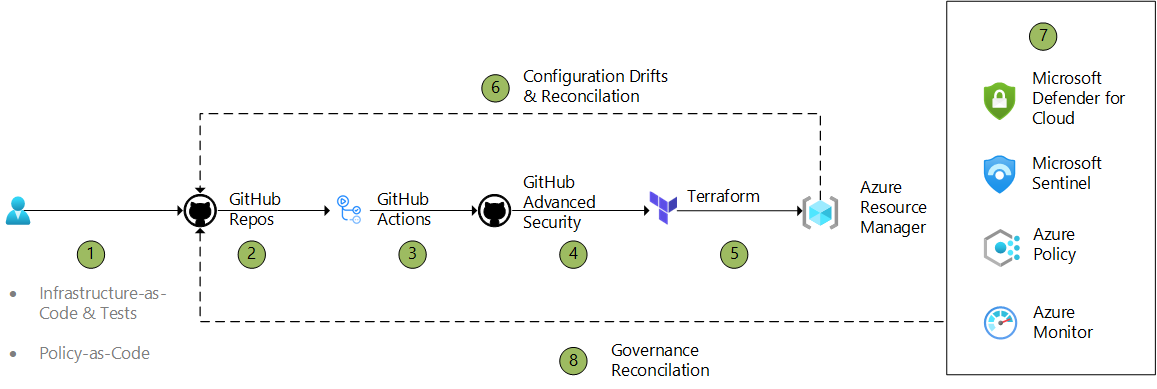 7
Microsoft
Defender for
Cloud
Microsoft
Sentinel
Azure
Policy
Azure
Monitor
6
Configuration Drifts
& Reconcilation
GitHub
Repos
GitHub
Actions
GitHub
Advanced
Security
Terraform
Azure
Resource
Manager
1
2
3
4
5
• Infrastructure-as-
Code & Tests
• Policy-as-Code
8
Governance
Reconcilation